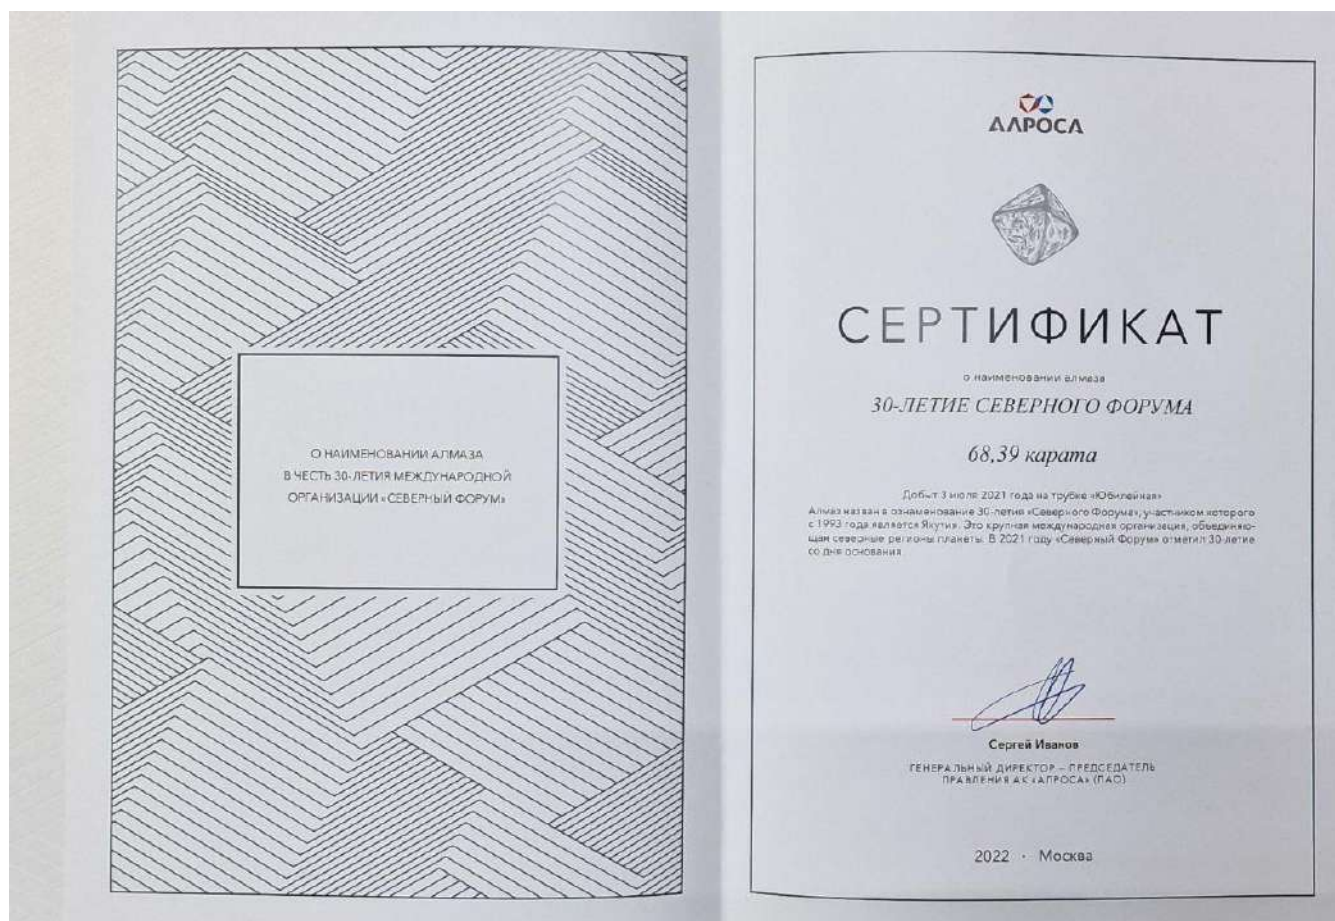 О НАИМЕНОВАНИИ АЛМАЗА
В ЧЕСТЬ 30-ЛЕТИЯ МЕЖДУНАРОДНОЙ
ОРГАНИЗАЦИИ «СЕВЕРНЫЙ ФОРУМ»
АЛРОСА
СЕРТИФИКАТ
о наименовании алмаза
30-ЛЕТИЕ СЕВЕРНОГО ФОРУМА
68,39 карата
Добыт 3 июля 2021 года на трубке «Юбилейная»
Алмаз назван в ознаменование 30-летия «Северного Форума», участником которого
с 1993 года является Якутия. Это крупная международная организация, объединяю-
щая северные регионы планеты. В 2021 году «Северный Форум» отметил 30-летие
со дня основания
Сергей Иванов
ГЕНЕРАЛЬНЫЙ ДИРЕКТОР – ПРЕДСЕДАТЕЛЬ
ПРАВЛЕНИЯ АК «АЛРОСА» (ПАО)
2022 · Москва